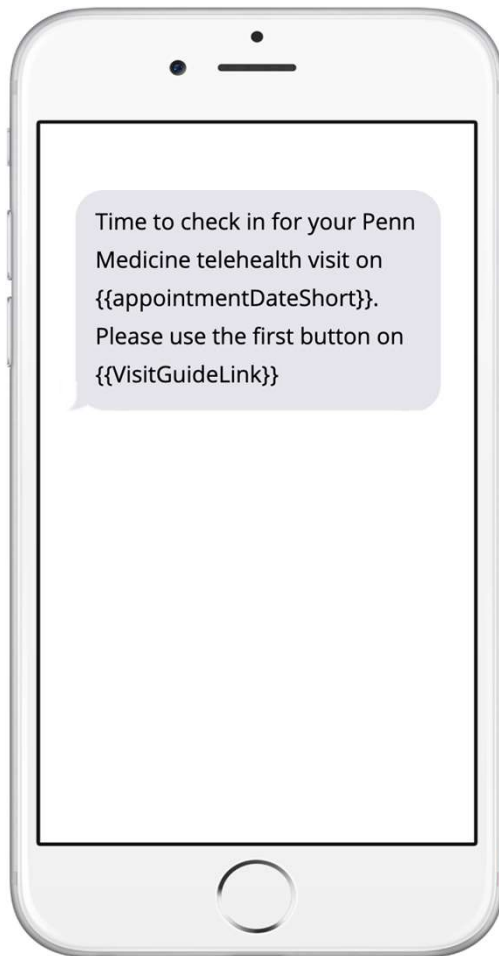 Time to check in for your Penn
Medicine telehealth visit on
{{appointmentDateShort}}.
Please use the first button on
{{VisitGuideLink}}